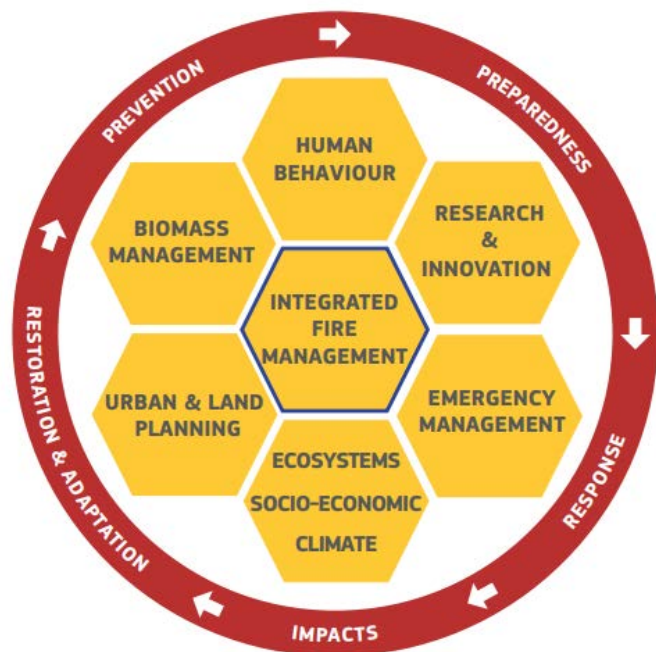 PREVENTION
PREPAREDNESS
RESPONSE
IMPACTS
RESTORATION & ADAPTATION
HUMAN
BEHAVIOUR
BIOMASS
MANAGEMENT
RESEARCH
&
INNOVATION
INTEGRATED
FIRE
MANAGEMENT
URBAN & LAND
PLANNING
EMERGENCY
MANAGEMENT
ECOSYSTEMS
SOCIO-ECONOMIC
CLIMATE